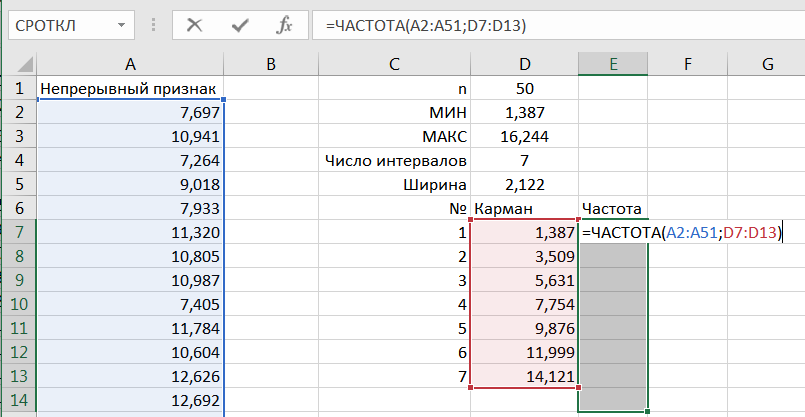 СРОТКЛ fx =ЧАСТОТА(A2:A51;D7:D13)
A B C D E F G
1 Непрерывный признак n 50
2 7,697 МИН 1,387
3 10,941 МАКС 16,244
4 7,264 Число интервалов 7
5 9,018 Ширина 2,122
6 7,933 № Карман Частота
7 11,320 1 1,387 =ЧАСТОТА(A2:A51;D7:D13)
8 10,805 2 3,509
9 10,987 3 5,631
10 7,405 4 7,754
11 11,784 5 9,876
12 10,604 6 11,999
13 12,626 7 14,121
14 12,692